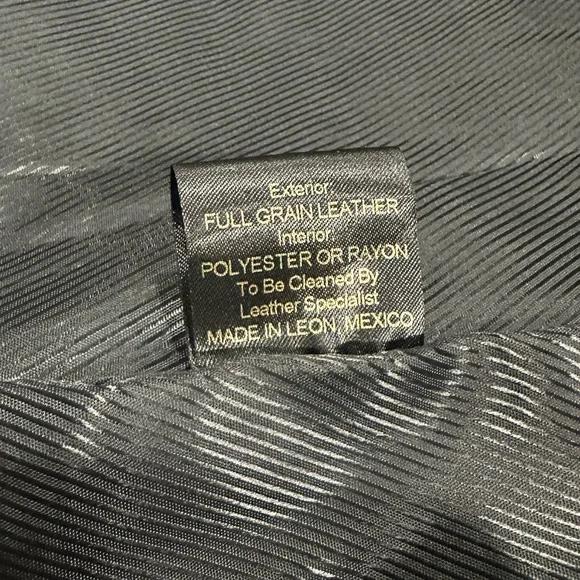 Exterior
FULL GRAIN LEATHER
Interior
POLYESTER OR RAYON
To Be Cleaned By
Leather Specialist
MADE IN LEON, MEXICO